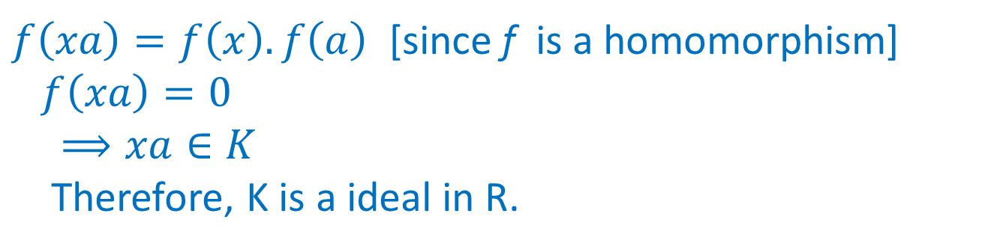 𝑓(𝑥𝑎) = 𝑓(𝑥). 𝑓(𝑎) [since 𝑓 is a homomorphism]
𝑓(𝑥𝑎) = 0
⟹ 𝑥𝑎 ∈ 𝐾
Therefore, K is a ideal in R.